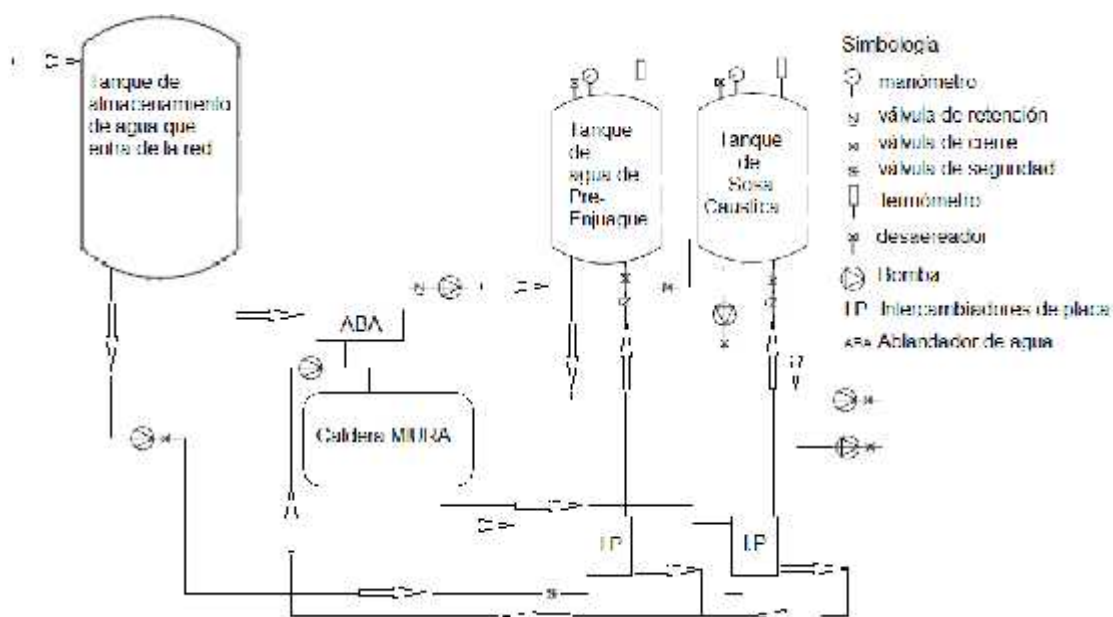 Tanque de
almacenamiento
de agua que
entra de la red
Tanque
de
agua de
Pre-
Enjuague
Tanque
de
Sosa
Caustica
ABA
Caldera MIURA
I.P
I.P
Simbología
manómetro
válvula de retención
válvula de cierre
válvula de seguridad
termómetro
desaereador
Bomba
I.P Intercambiadores de placa
ABA Ablandador de agua